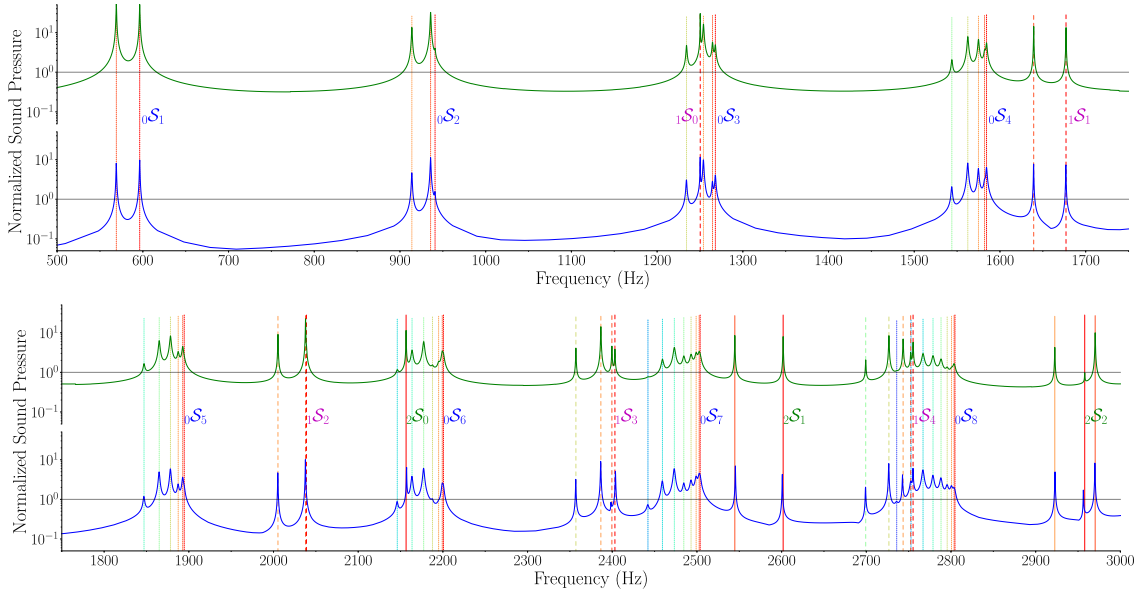 Normalized Sound Pressure
10¹
10⁰
10⁻¹
10¹
10⁰
10⁻¹
₀𝓢₁ ₀𝓢₂ ₁𝓢₀ ₀𝓢₃ ₀𝓢₄ ₁𝓢₁
500 600 700 800 900 1000 1100 1200 1300 1400 1500 1600 1700
Frequency (Hz)
Normalized Sound Pressure
10¹
10⁰
10⁻¹
10¹
10⁰
10⁻¹
₀𝓢₅ ₁𝓢₂ ₂𝓢₀ ₀𝓢₆ ₁𝓢₃ ₀𝓢₇ ₂𝓢₁ ₁𝓢₄ ₀𝓢₈ ₂𝓢₂
1800 1900 2000 2100 2200 2300 2400 2500 2600 2700 2800 2900 3000
Frequency (Hz)